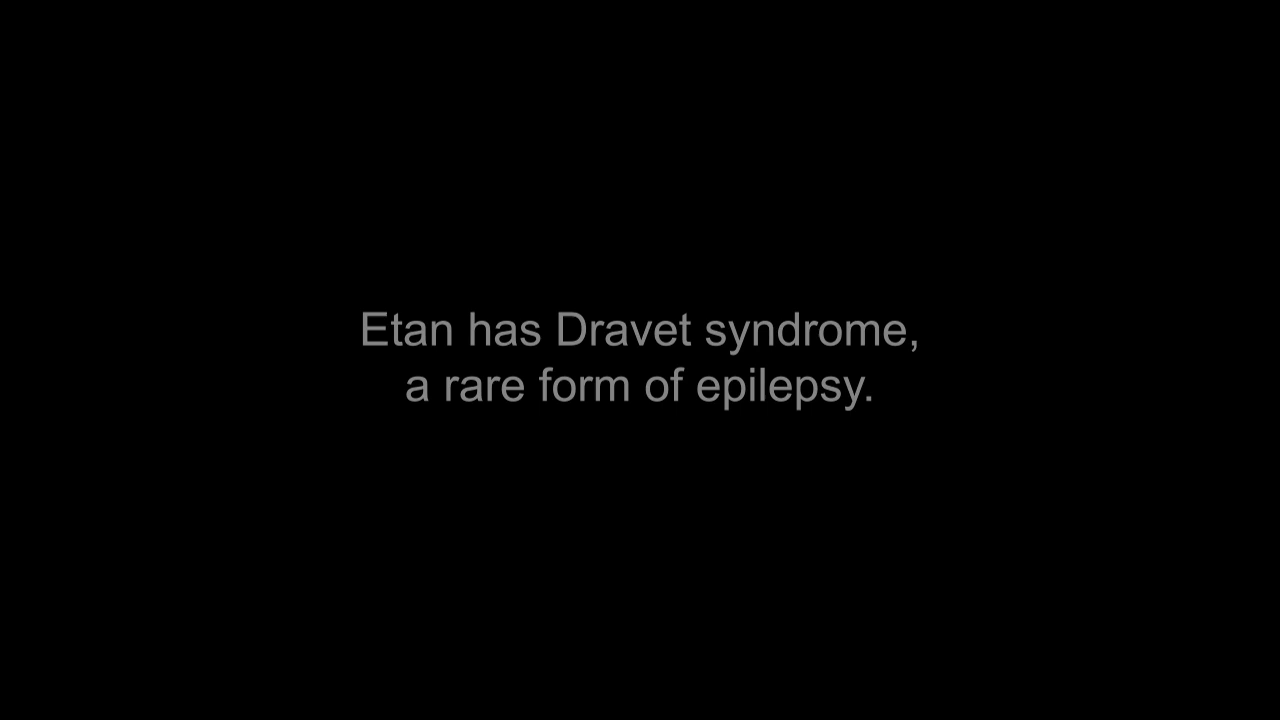 Etan has Dravet syndrome,
a rare form of epilepsy.